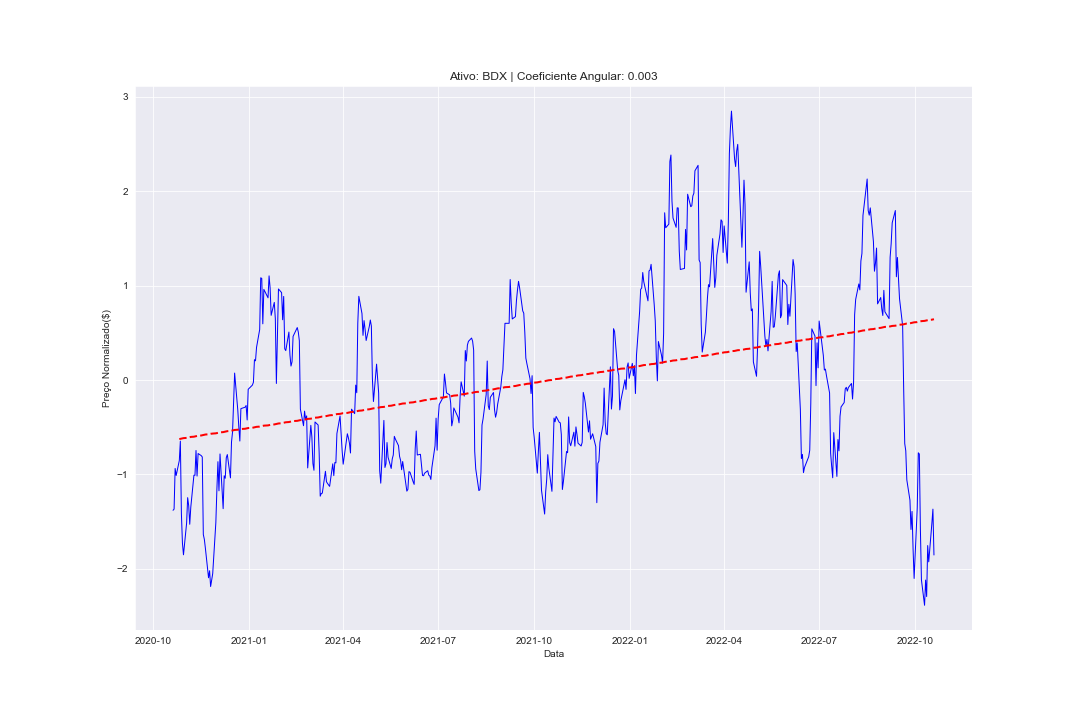 Ativo: BDX | Coeficiente Angular: 0.003
Preço Normalizado($)
3
2
1
0
−1
−2
2020-10 2021-01 2021-04 2021-07 2021-10 2022-01 2022-04 2022-07 2022-10
Data